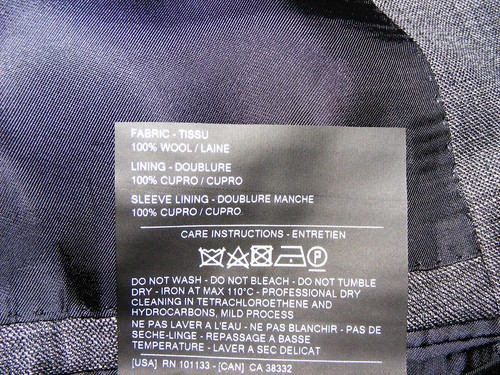 FABRIC - TISSU
100% WOOL / LAINE
LINING - DOUBLURE
100% CUPRO / CUPRO
SLEEVE LINING - DOUBLURE MANCHE
100% CUPRO / CUPRO
CARE INSTRUCTIONS - ENTRETIEN
P
DO NOT WASH - DO NOT BLEACH - DO NOT TUMBLE
DRY - IRON AT MAX 110°C - PROFESSIONAL DRY
CLEANING IN TETRACHLOROETHENE AND
HYDROCARBONS, MILD PROCESS
NE PAS LAVER A L'EAU - NE PAS BLANCHIR - PAS DE
SECHE-LINGE - REPASSAGE A BASSE
TEMPERATURE - LAVER A SEC DELICAT
[USA] RN 101133 - [CAN] CA 38332